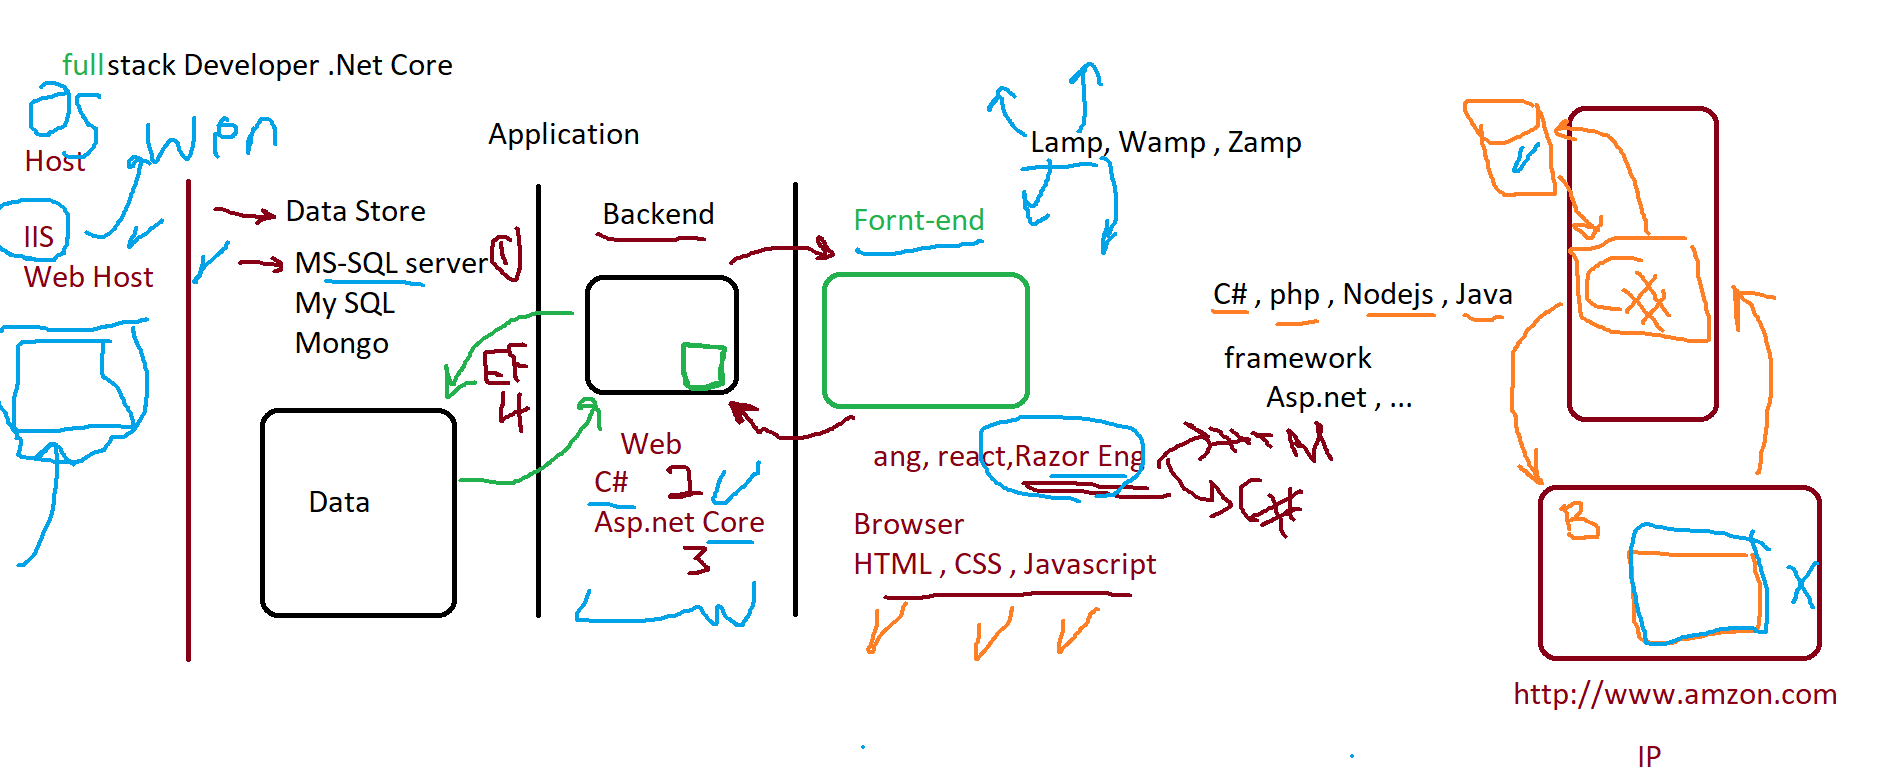 fullstack Developer .Net Core
OS
Host
IIS
Web Host
Application
Data Store
MS-SQL server
1
My SQL
Mongo
EF
4
Data
Backend
Web
C#
2
Asp.net Core
3
Fornt-end
ang, react,Razor Eng
C#
Browser
HTML , CSS , Javascript
Lamp, Wamp , Zamp
C# , php , Nodejs , Java
framework
Asp.net , ...
B
X
http://www.amzon.com
IP